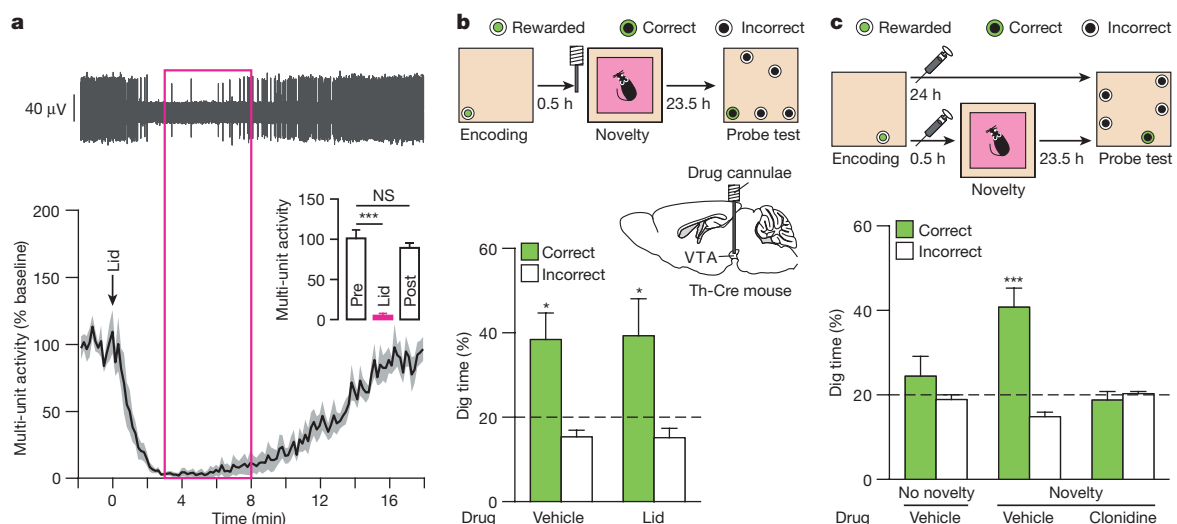 a
40 µV
200
150
100
50
0
Multi-unit activity (% baseline)
Lid
0
4
8
12
16
Time (min)
150
100
50
0
Multi-unit activity
NS
***
Pre
Lid
Post
b
Rewarded
Correct
Incorrect
0.5 h
23.5 h
Encoding
Novelty
Probe test
Drug cannulae
VTA
Th-Cre mouse
60
40
20
0
Dig time (%)
Correct
Incorrect
*
*
Drug
Vehicle
Lid
c
Rewarded
Correct
Incorrect
24 h
Encoding
0.5 h
23.5 h
Probe test
Novelty
60
40
20
0
Dig time (%)
Correct
Incorrect
***
No novelty
Novelty
Drug
Vehicle
Vehicle
Clonidine